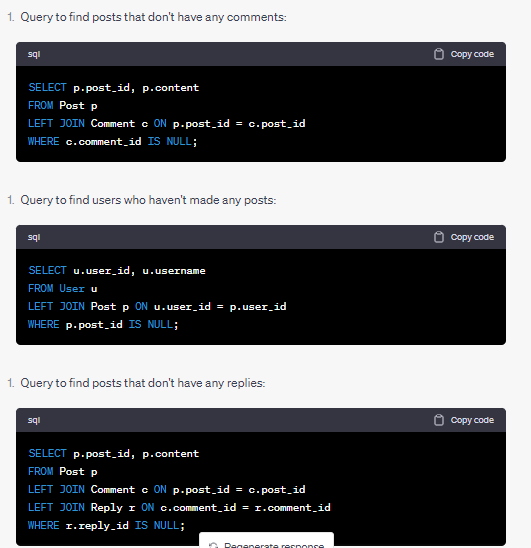 1. Query to find posts that don't have any comments:
sql Copy code
SELECT p.post_id, p.content
FROM Post p
LEFT JOIN Comment c ON p.post_id = c.post_id
WHERE c.comment_id IS NULL;
1. Query to find users who haven't made any posts:
sql Copy code
SELECT u.user_id, u.username
FROM User u
LEFT JOIN Post p ON u.user_id = p.user_id
WHERE p.post_id IS NULL;
1. Query to find posts that don't have any replies:
sql Copy code
SELECT p.post_id, p.content
FROM Post p
LEFT JOIN Comment c ON p.post_id = c.post_id
LEFT JOIN Reply r ON c.comment_id = r.comment_id
WHERE r.reply_id IS NULL;
Regenerate response